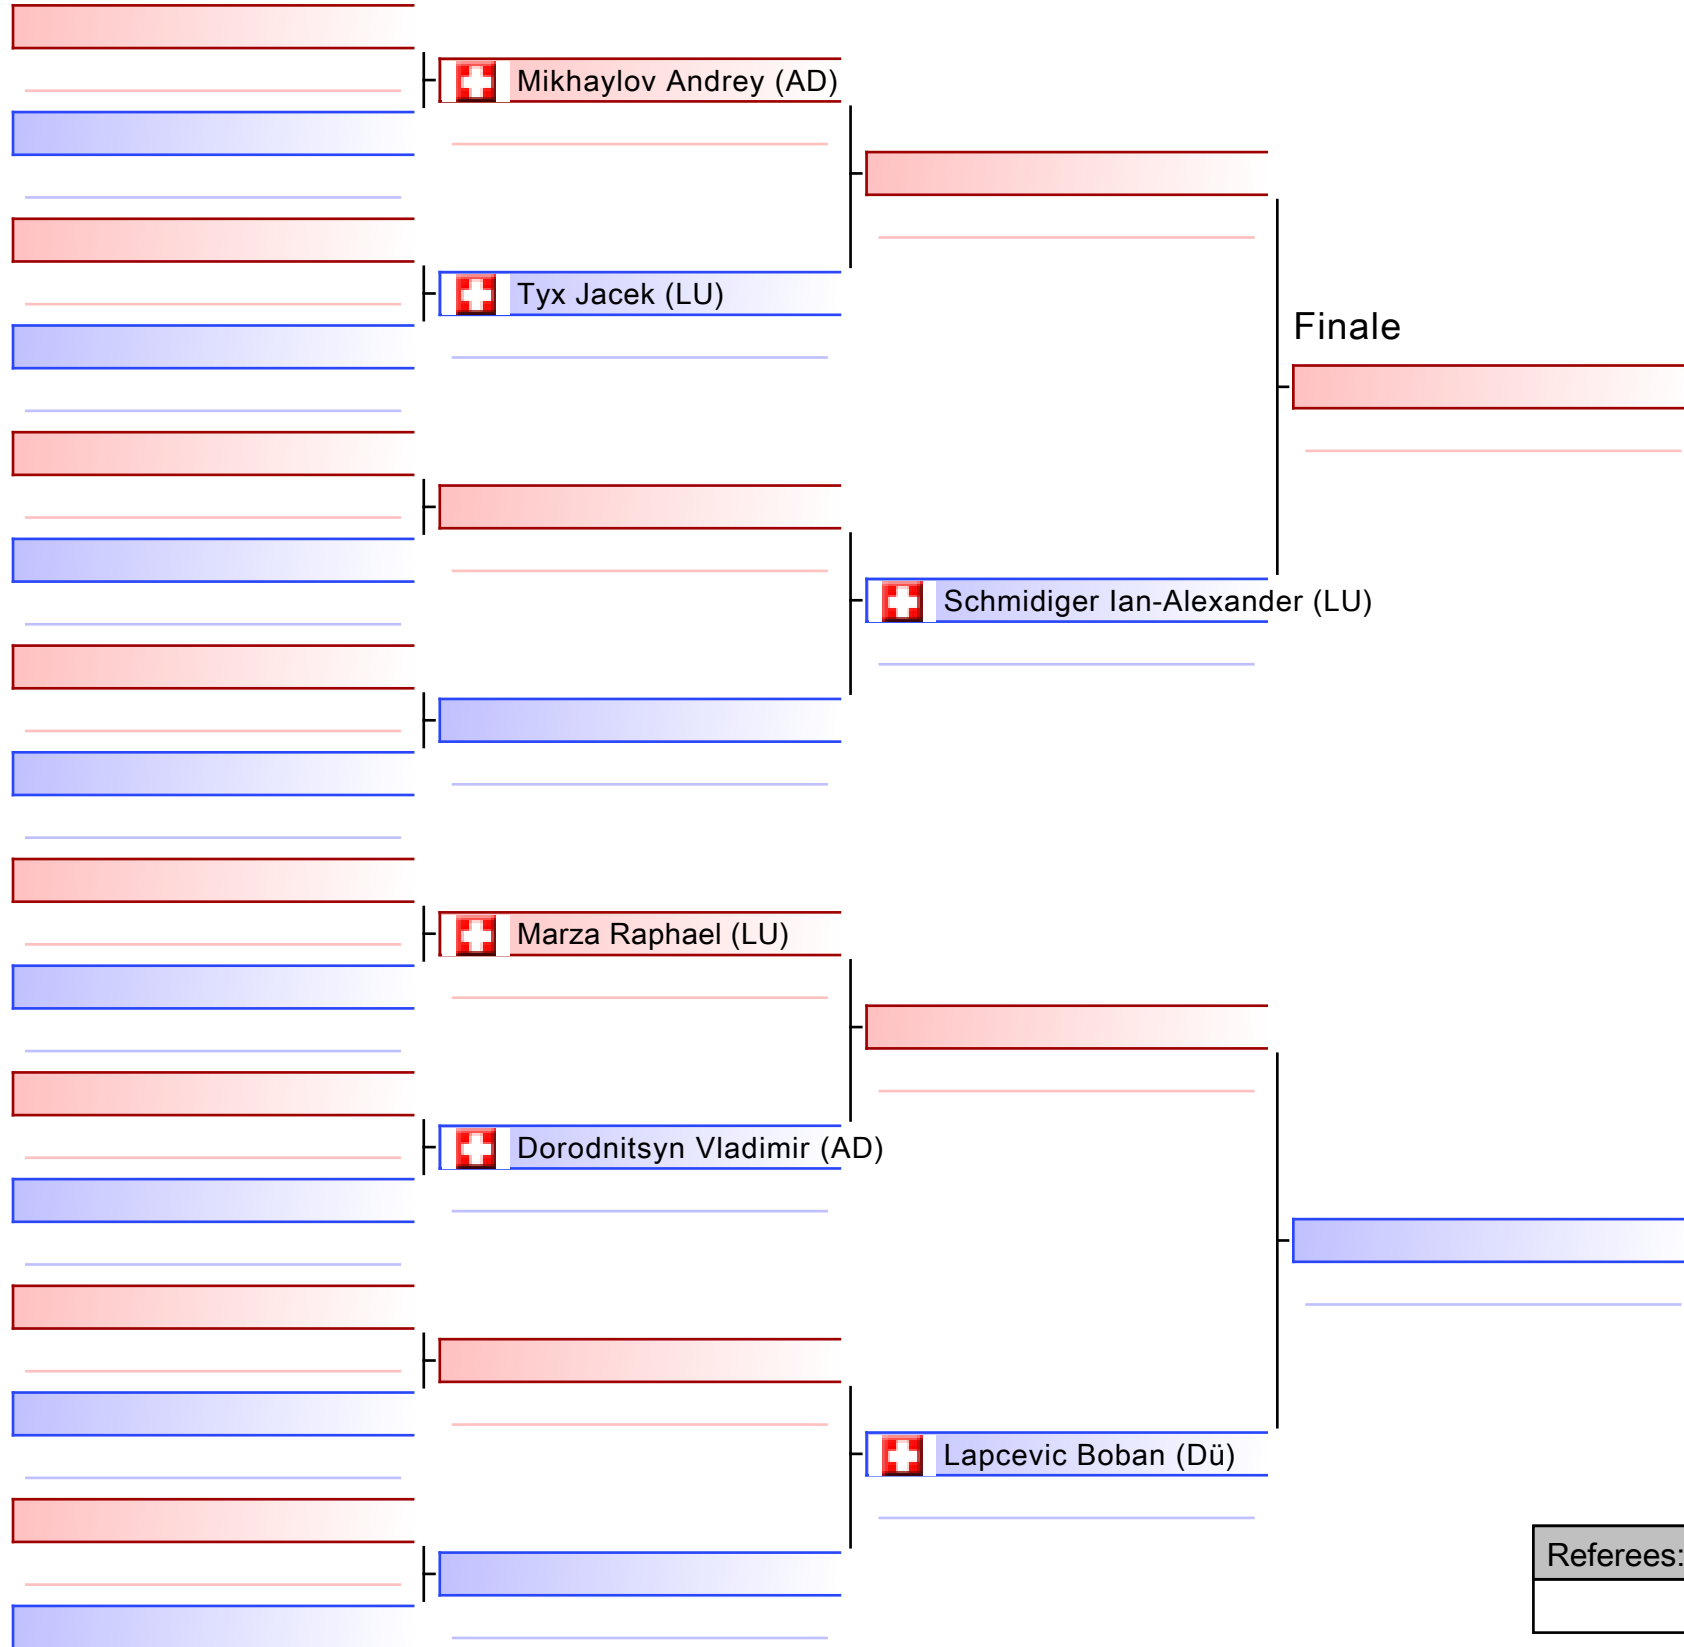 Mikhaylov Andrey (AD)
Tyx Jacek (LU)
Finale
Schmidiger Ian-Alexander (LU)
Marza Raphael (LU)
Dorodnitsyn Vladimir (AD)
Lapcevic Boban (Dü)
Referees: